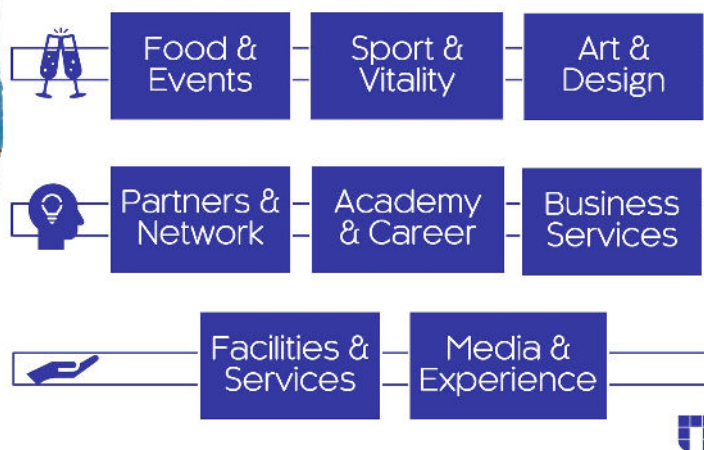 Food &
Events
Sport &
Vitality
Art &
Design
Partners &
Network
Academy
& Career
Business
Services
Facilities &
Services
Media &
Experience